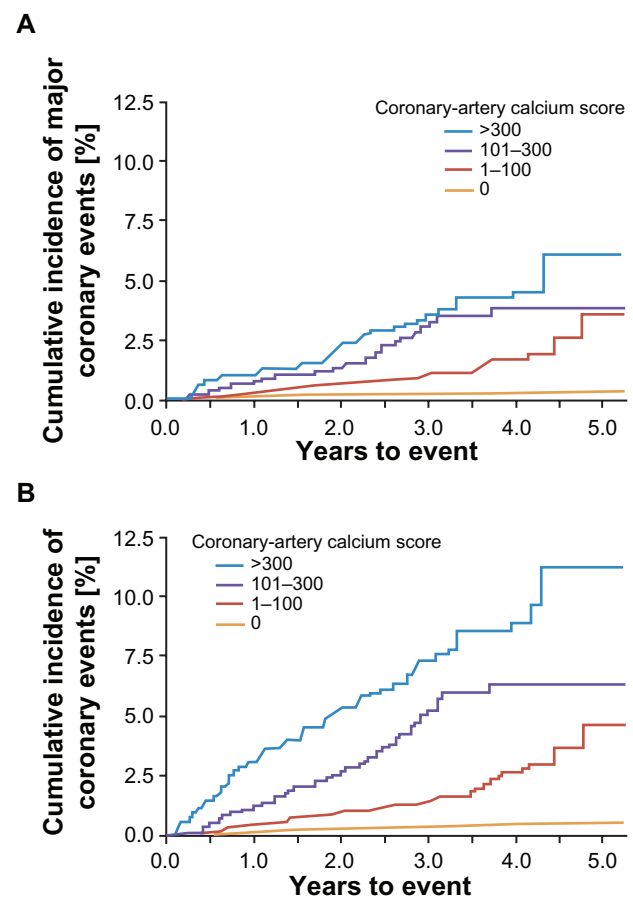 A
Cumulative incidence of major
coronary events [%]
12.5
10.0
7.5
5.0
2.5
0.0
Coronary-artery calcium score
>300
101–300
1–100
0
0.0 1.0 2.0 3.0 4.0 5.0
Years to event
B
Cumulative incidence of
coronary events [%]
12.5
10.0
7.5
5.0
2.5
0.0
Coronary-artery calcium score
>300
101–300
1–100
0
0.0 1.0 2.0 3.0 4.0 5.0
Years to event